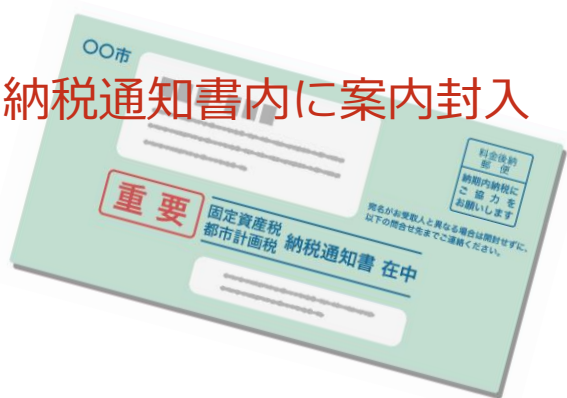 〇〇市
納税通知書内に案内封入
料金後納
郵便
納期内納税に
ご協力を
お願いします
重要
固定資産税
都市計画税
納税通知書 在中
宛名がお受取人と異なる場合は開封せずに、
以下の問合せ先までご連絡ください。